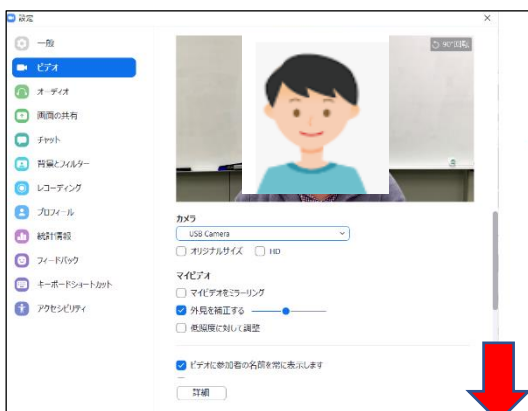 設定
一般
ビデオ
オーディオ
画面の共有
チャット
背景とフィルター
レコーディング
プロフィール
統計情報
フィードバック
キーボードショートカット
アクセシビリティ
90°回転
カメラ
USB Camera
オリジナルサイズ HD
マイビデオ
マイビデオをミラーリング
外見を補正する
低照度に対して調整
ビデオに参加者の名前を常に表示します
詳細